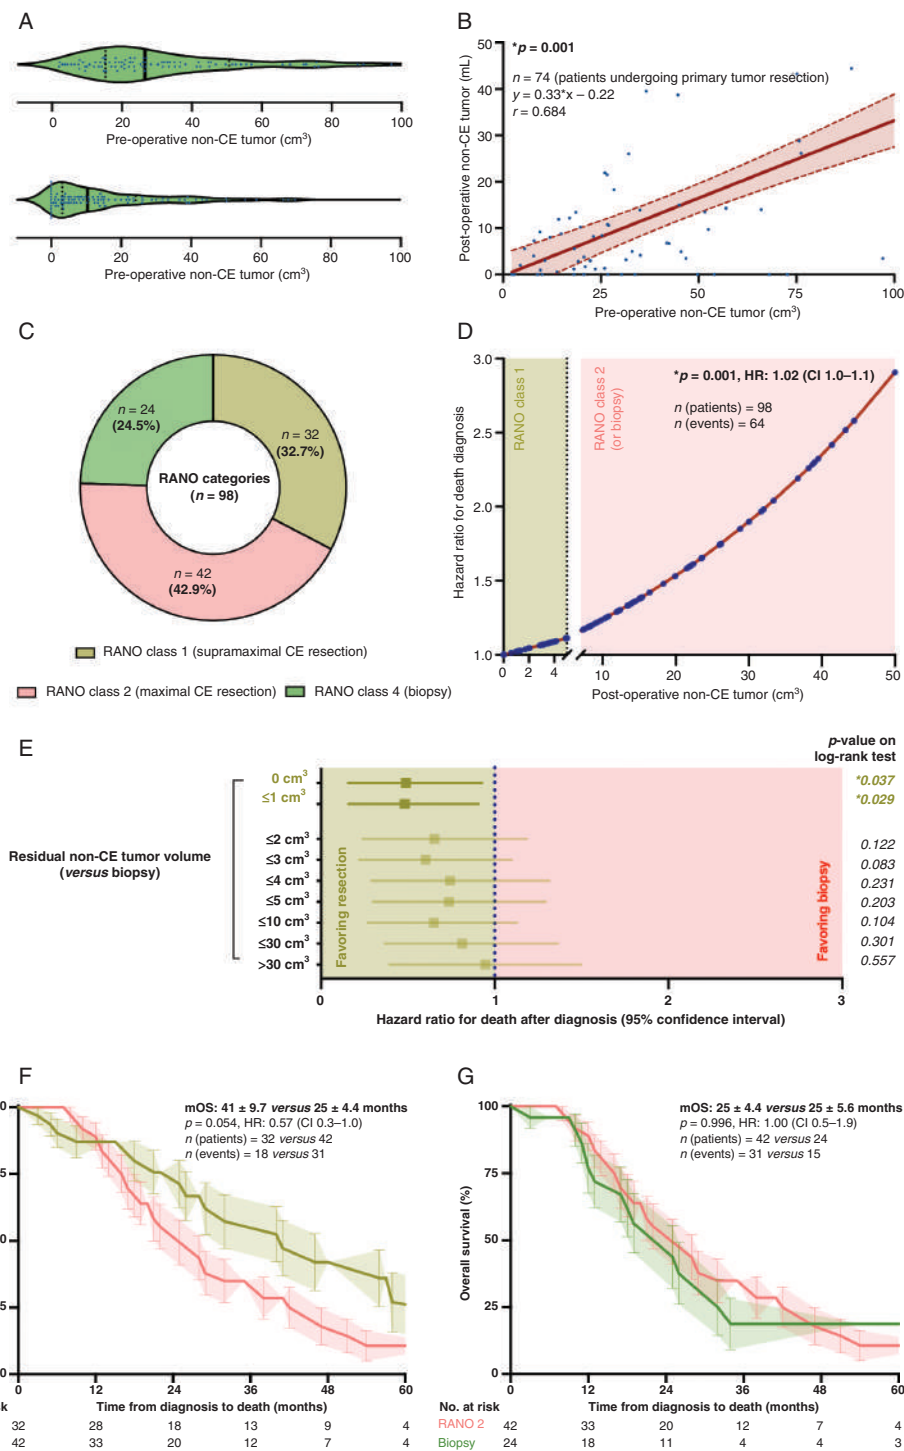 A
0 20 40 60 80 100
Pre-operative non-CE tumor (cm³)
0 20 40 60 80 100
Pre-operative non-CE tumor (cm³)
B
*p = 0.001
n = 74 (patients undergoing primary tumor resection)
y = 0.33*x – 0.22
r = 0.684
Post-operative non-CE tumor (mL)
50
40
30
20
10
0
0 25 50 75 100
Pre-operative non-CE tumor (cm³)
C
n = 24
(24.5%)
n = 32
(32.7%)
RANO categories
(n = 98)
n = 42
(42.9%)
RANO class 1 (supramaximal CE resection)
RANO class 2 (maximal CE resection)
RANO class 4 (biopsy)
D
Hazard ratio for death diagnosis
3.0
2.5
2.0
1.5
1.0
RANO class 1
RANO class 2
(or biopsy)
*p = 0.001, HR: 1.02 (CI 1.0–1.1)
n (patients) = 98
n (events) = 64
0 2 4 10 20 30 40 50
Post-operative non-CE tumor (cm³)
E
p-value on
log-rank test
Residual non-CE tumor volume
(versus biopsy)
0 cm³ *0.037
≤1 cm³ *0.029
≤2 cm³ 0.122
≤3 cm³ 0.083
≤4 cm³ 0.231
≤5 cm³ 0.203
≤10 cm³ 0.104
≤30 cm³ 0.301
>30 cm³ 0.557
Favoring resection
Favoring biopsy
0 1 2 3
Hazard ratio for death after diagnosis (95% confidence interval)
F
mOS: 41 ± 9.7 versus 25 ± 4.4 months
p = 0.054, HR: 0.57 (CI 0.3–1.0)
n (patients) = 32 versus 42
n (events) = 18 versus 31
0
5
0
5
0
0 12 24 36 48 60
Time from diagnosis to death (months)
sk
32 28 18 13 9 4
42 33 20 12 7 4
G
mOS: 25 ± 4.4 versus 25 ± 5.6 months
p = 0.996, HR: 1.00 (CI 0.5–1.9)
n (patients) = 42 versus 24
n (events) = 31 versus 15
Overall survival (%)
100
75
50
25
0
0 12 24 36 48 60
Time from diagnosis to death (months)
No. at risk
RANO 2 42 33 20 12 7 4
Biopsy 24 18 11 4 4 3